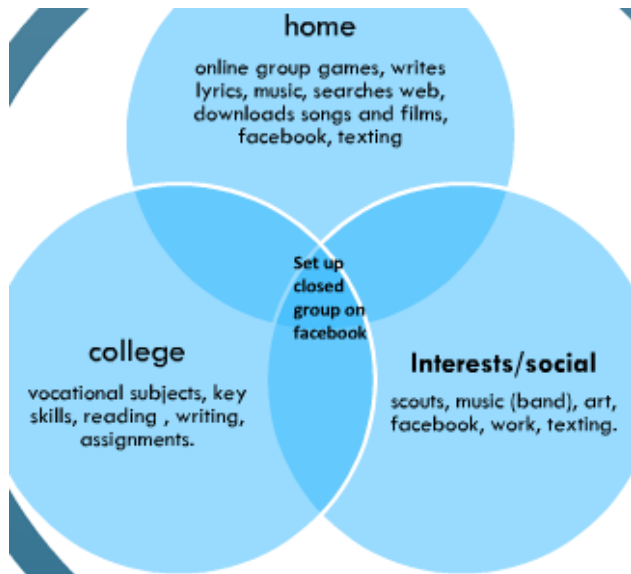 home
online group games, writes
lyrics, music, searches web,
downloads songs and films,
facebook, texting
Set up
closed
group on
facebook
college
vocational subjects, key
skills, reading , writing,
assignments.
Interests/social
scouts, music (band), art,
facebook, work, texting.